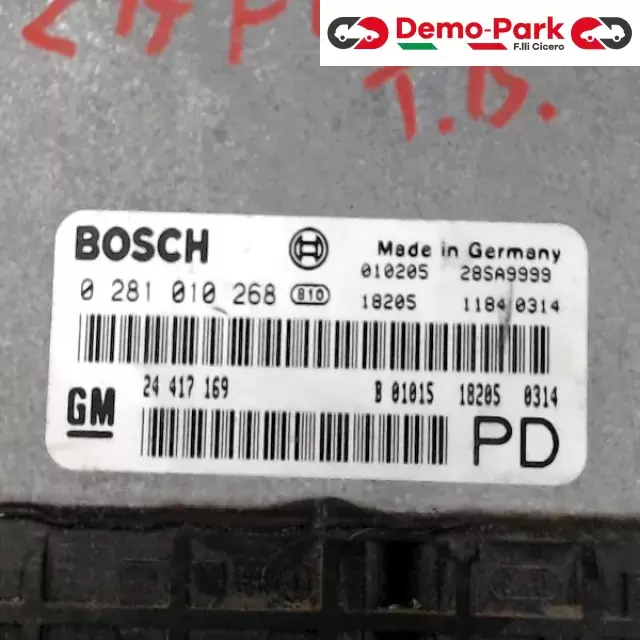 Demo-Park
F.lli Cicero
T.D.
BOSCH
Made in Germany
010205 28SA9999
0 281 010 268 B10
18205 1184 0314
GM
24 417 169 B 01015 18205 0314
PD